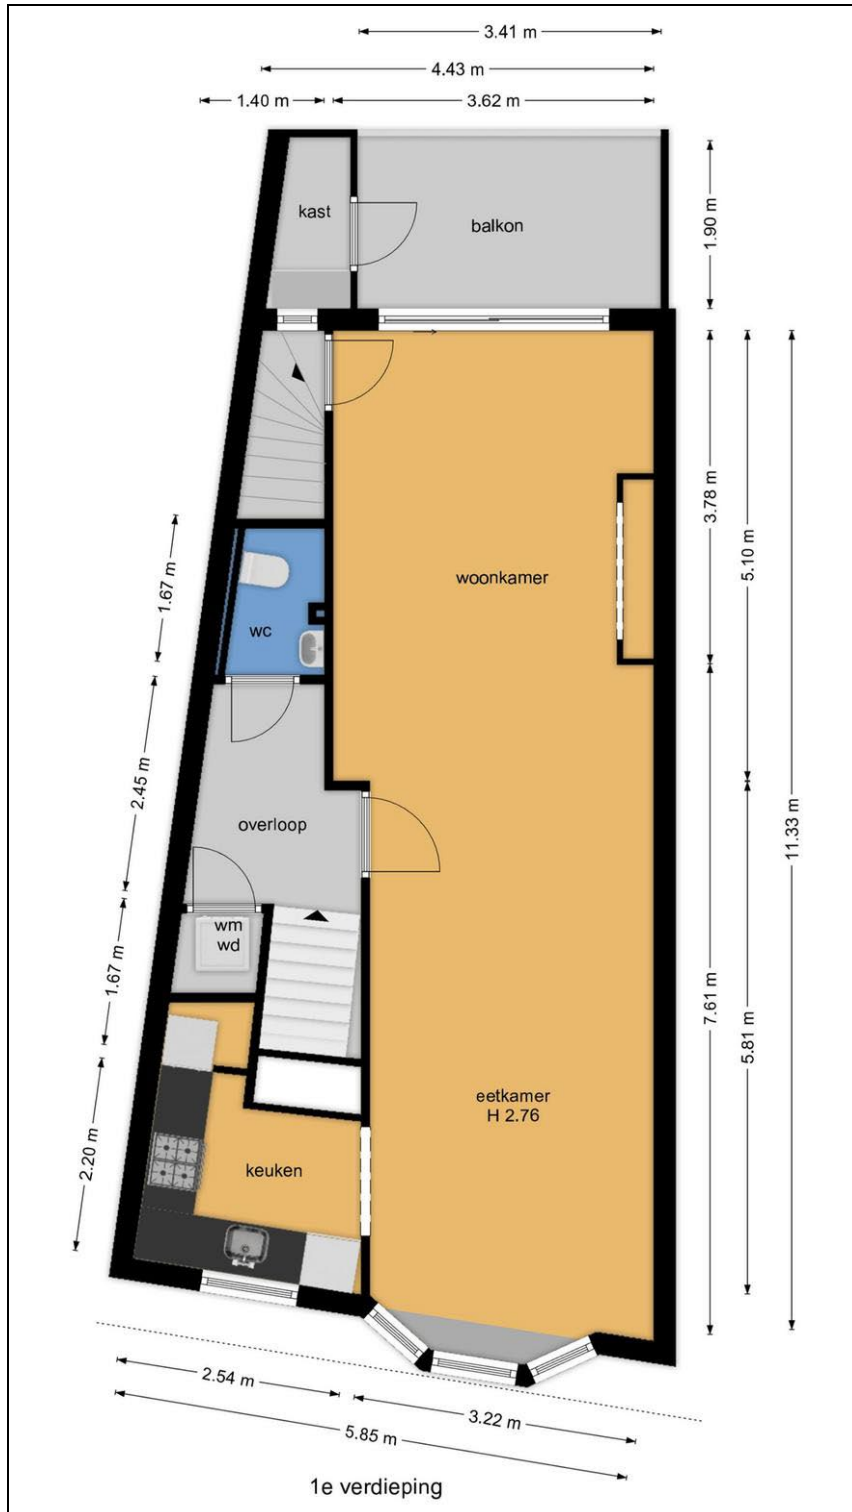 3.41 m
4.43 m
1.40 m
3.62 m
kast
balkon
1.90 m
woonkamer
3.78 m
5.10 m
1.67 m
wc
2.45 m
overloop
11.33 m
wm
wd
1.67 m
7.61 m
5.81 m
eetkamer
H 2.76
2.20 m
keuken
2.54 m
3.22 m
5.85 m
1e verdieping